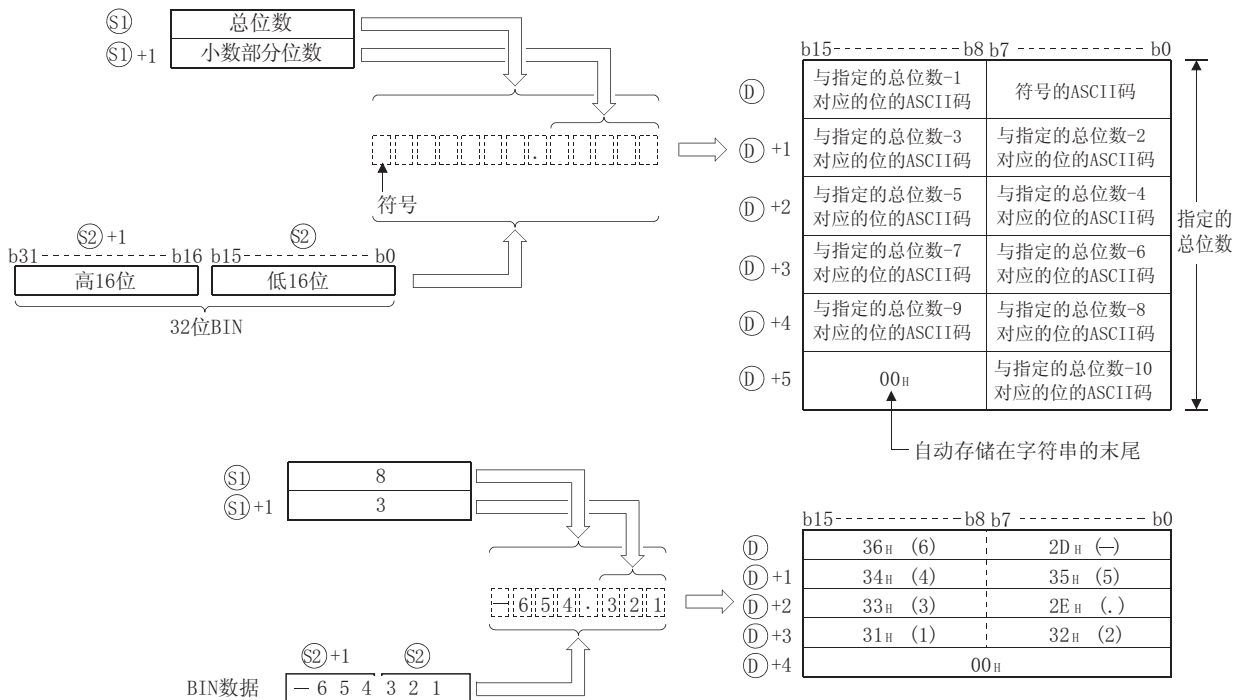 S1 总位数
S1 +1 小数部分位数
符号
S2 +1 S2
b31 b16 b15 b0
高16位 低16位
32位BIN
b15 b8 b7 b0
D 与指定的总位数-1 对应的位的ASCII码 符号的ASCII码
D +1 与指定的总位数-3 对应的位的ASCII码 与指定的总位数-2 对应的位的ASCII码
D +2 与指定的总位数-5 对应的位的ASCII码 与指定的总位数-4 对应的位的ASCII码
D +3 与指定的总位数-7 对应的位的ASCII码 与指定的总位数-6 对应的位的ASCII码
D +4 与指定的总位数-9 对应的位的ASCII码 与指定的总位数-8 对应的位的ASCII码
D +5 00H 与指定的总位数-10 对应的位的ASCII码
指定的
总位数
自动存储在字符串的末尾
S1 8
S1 +1 3
－654.321
S2 +1 S2
BIN数据 －654321
b15 b8 b7 b0
D 36H (6) 2DH (－)
D +1 34H (4) 35H (5)
D +2 33H (3) 2EH (.)
D +3 31H (1) 32H (2)
D +4 00H